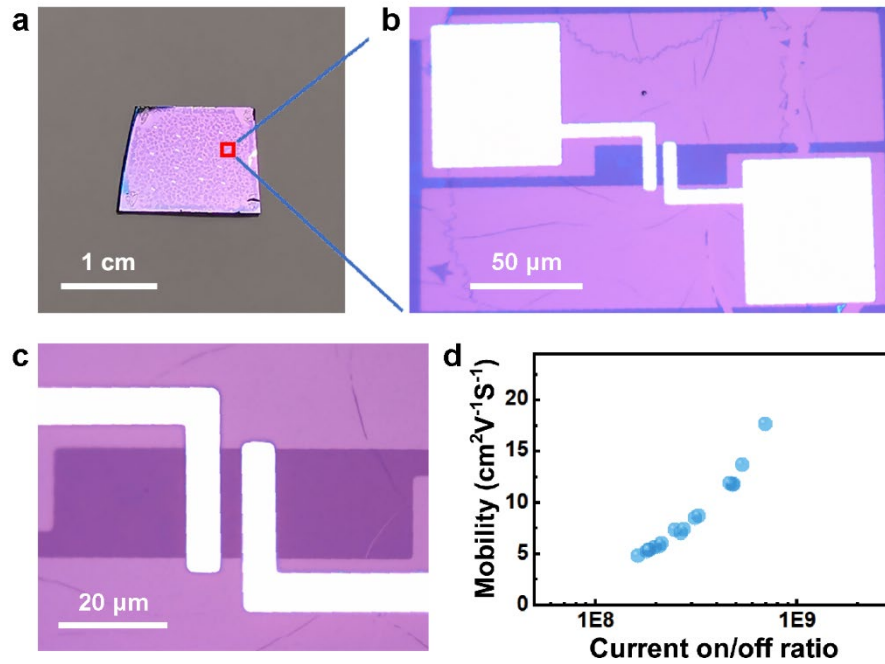 a
1 cm
b
50 μm
c
20 μm
d
Mobility (cm²V⁻¹S⁻¹)
20
15
10
5
0
1E8
1E9
Current on/off ratio